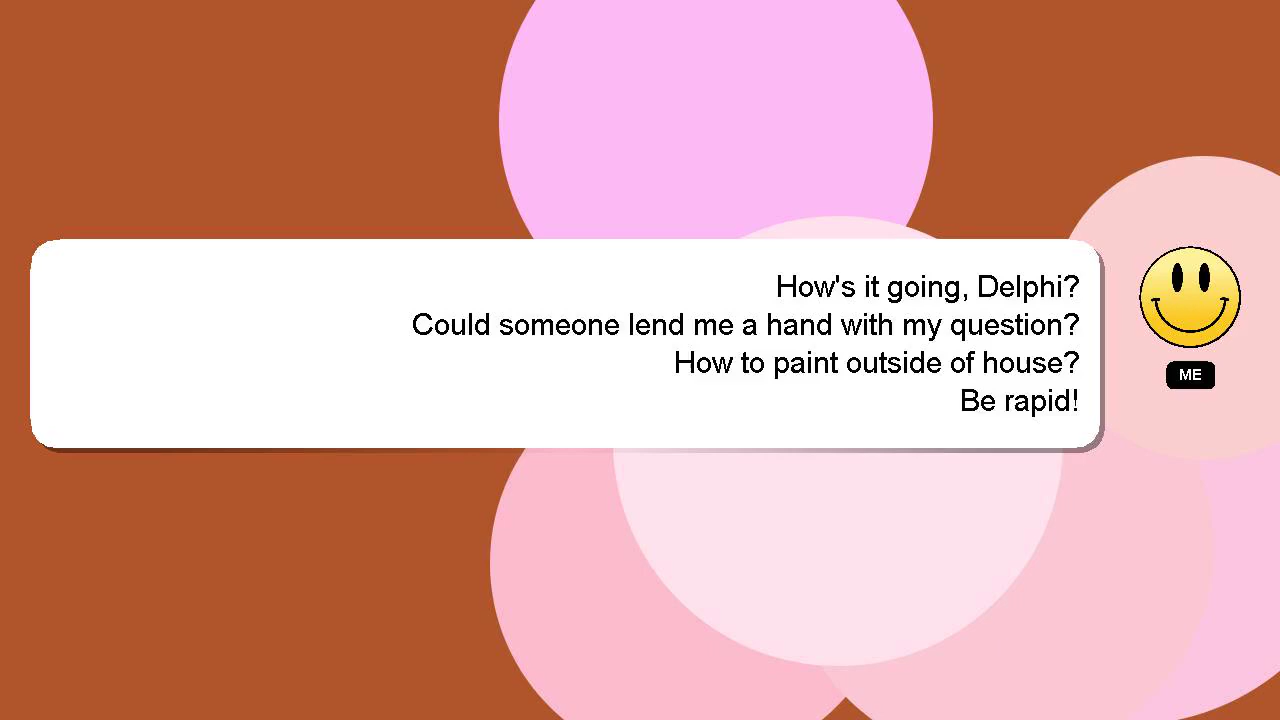 How's it going, Delphi?
Could someone lend me a hand with my question?
How to paint outside of house?
Be rapid!
ME